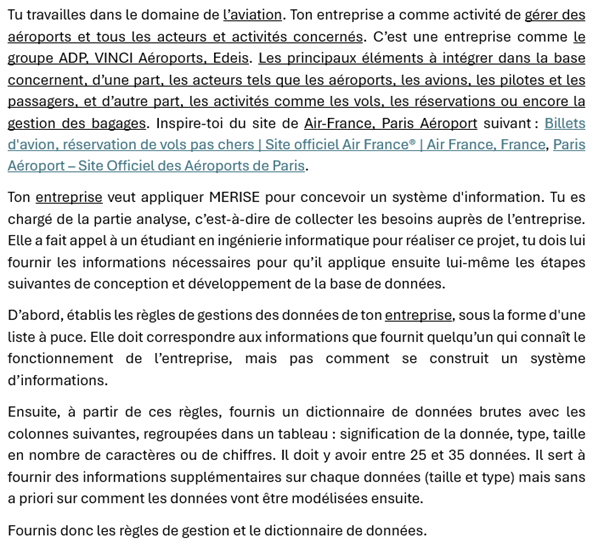 Tu travailles dans le domaine de l’aviation. Ton entreprise a comme activité de gérer des
aéroports et tous les acteurs et activités concernés. C’est une entreprise comme le
groupe ADP, VINCI Aéroports, Edeis. Les principaux éléments à intégrer dans la base
concernent, d’une part, les acteurs tels que les aéroports, les avions, les pilotes et les
passagers, et d’autre part, les activités comme les vols, les réservations ou encore la
gestion des bagages. Inspire-toi du site de Air-France, Paris Aéroport suivant : Billets
d'avion, réservation de vols pas chers | Site officiel Air France® | Air France, France, Paris
Aéroport – Site Officiel des Aéroports de Paris.
Ton entreprise veut appliquer MERISE pour concevoir un système d'information. Tu es
chargé de la partie analyse, c’est-à-dire de collecter les besoins auprès de l’entreprise.
Elle a fait appel à un étudiant en ingénierie informatique pour réaliser ce projet, tu dois lui
fournir les informations nécessaires pour qu’il applique ensuite lui-même les étapes
suivantes de conception et développement de la base de données.
D’abord, établis les règles de gestions des données de ton entreprise, sous la forme d'une
liste à puce. Elle doit correspondre aux informations que fournit quelqu’un qui connaît le
fonctionnement de l’entreprise, mais pas comment se construit un système
d’informations.
Ensuite, à partir de ces règles, fournis un dictionnaire de données brutes avec les
colonnes suivantes, regroupées dans un tableau : signification de la donnée, type, taille
en nombre de caractères ou de chiffres. Il doit y avoir entre 25 et 35 données. Il sert à
fournir des informations supplémentaires sur chaque données (taille et type) mais sans
a priori sur comment les données vont être modélisées ensuite.
Fournis donc les règles de gestion et le dictionnaire de données.